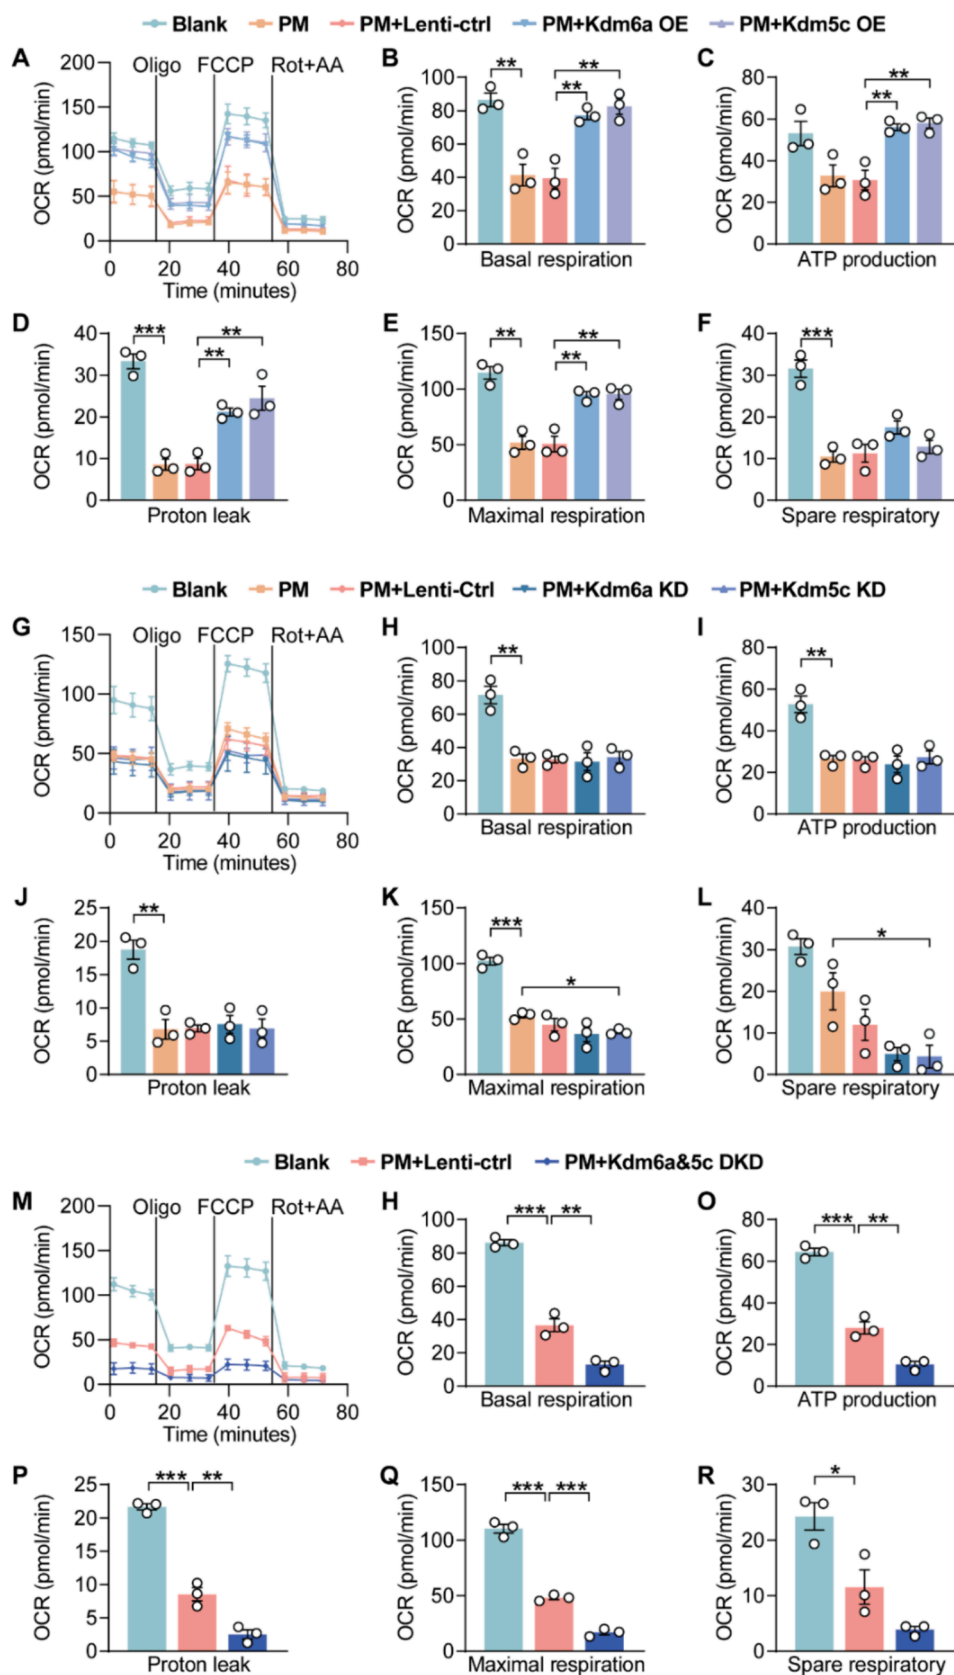 Blank PM PM+Lenti-ctrl PM+Kdm6a OE PM+Kdm5c OE
A
Oligo FCCP Rot+AA
OCR (pmol/min)
200
150
100
50
0
0 20 40 60 80
Time (minutes)
B
OCR (pmol/min)
100
80
60
40
20
0
** ** **
Basal respiration
C
OCR (pmol/min)
80
60
40
20
0
** **
ATP production
D
OCR (pmol/min)
40
30
20
10
0
*** ** **
Proton leak
E
OCR (pmol/min)
150
100
50
0
** ** **
Maximal respiration
F
OCR (pmol/min)
40
30
20
10
0
***
Spare respiratory
Blank PM PM+Lenti-Ctrl PM+Kdm6a KD PM+Kdm5c KD
G
Oligo FCCP Rot+AA
OCR (pmol/min)
150
100
50
0
0 20 40 60 80
Time (minutes)
H
OCR (pmol/min)
100
80
60
40
20
0
**
Basal respiration
I
OCR (pmol/min)
80
60
40
20
0
**
ATP production
J
OCR (pmol/min)
25
20
15
10
5
0
**
Proton leak
K
OCR (pmol/min)
150
100
50
0
*** *
Maximal respiration
L
OCR (pmol/min)
40
30
20
10
0
*
Spare respiratory
Blank PM+Lenti-ctrl PM+Kdm6a&5c DKD
M
Oligo FCCP Rot+AA
OCR (pmol/min)
200
150
100
50
0
0 20 40 60 80
Time (minutes)
H
OCR (pmol/min)
100
80
60
40
20
0
*** **
Basal respiration
O
OCR (pmol/min)
80
60
40
20
0
*** **
ATP production
P
OCR (pmol/min)
25
20
15
10
5
0
*** **
Proton leak
Q
OCR (pmol/min)
150
100
50
0
*** ***
Maximal respiration
R
OCR (pmol/min)
30
20
10
0
*
Spare respiratory